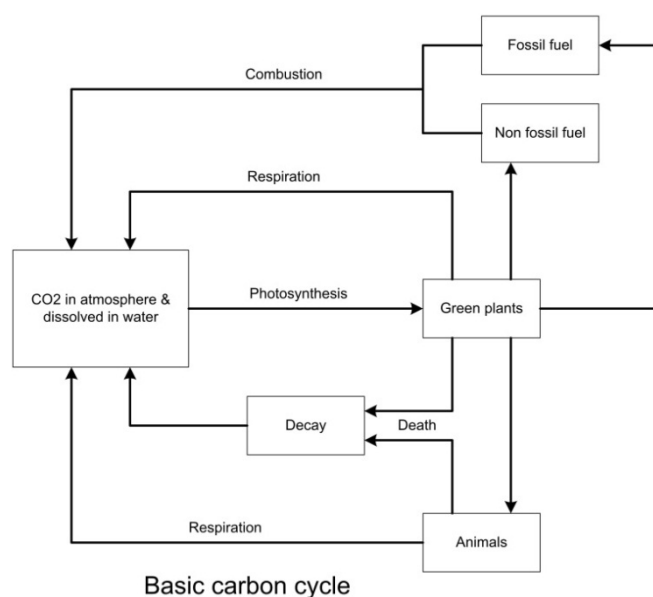 Fossil fuel
Combustion
Non fossil fuel
Respiration
CO2 in atmosphere &
dissolved in water
Photosynthesis
Green plants
Decay
Death
Respiration
Animals
Basic carbon cycle